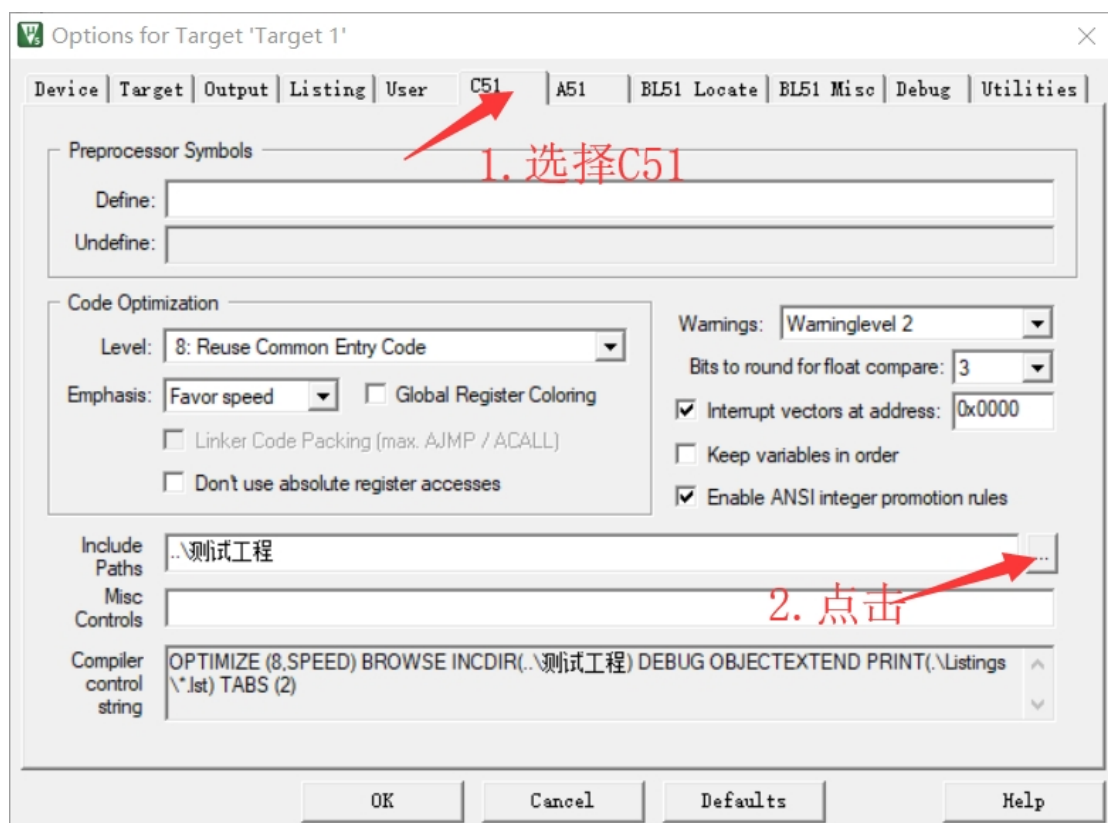 Options for Target 'Target 1'
Device Target Output Listing User C51 A51 BL51 Locate BL51 Misc Debug Utilities
1.选择C51
Preprocessor Symbols
Define:
Undefine:
Code Optimization
Level: 8: Reuse Common Entry Code
Emphasis: Favor speed Global Register Coloring
Linker Code Packing (max. AJMP / ACALL)
Don't use absolute register accesses
Warnings: Warninglevel 2
Bits to round for float compare: 3
Interrupt vectors at address: 0x0000
Keep variables in order
Enable ANSI integer promotion rules
Include Paths ..\测试工程 ...
2.点击
Misc Controls
Compiler control string
OPTIMIZE (8,SPEED) BROWSE INCDIR(..\测试工程) DEBUG OBJECTEXTEND PRINT(.\Listings
\*.lst) TABS (2)
OK Cancel Defaults Help